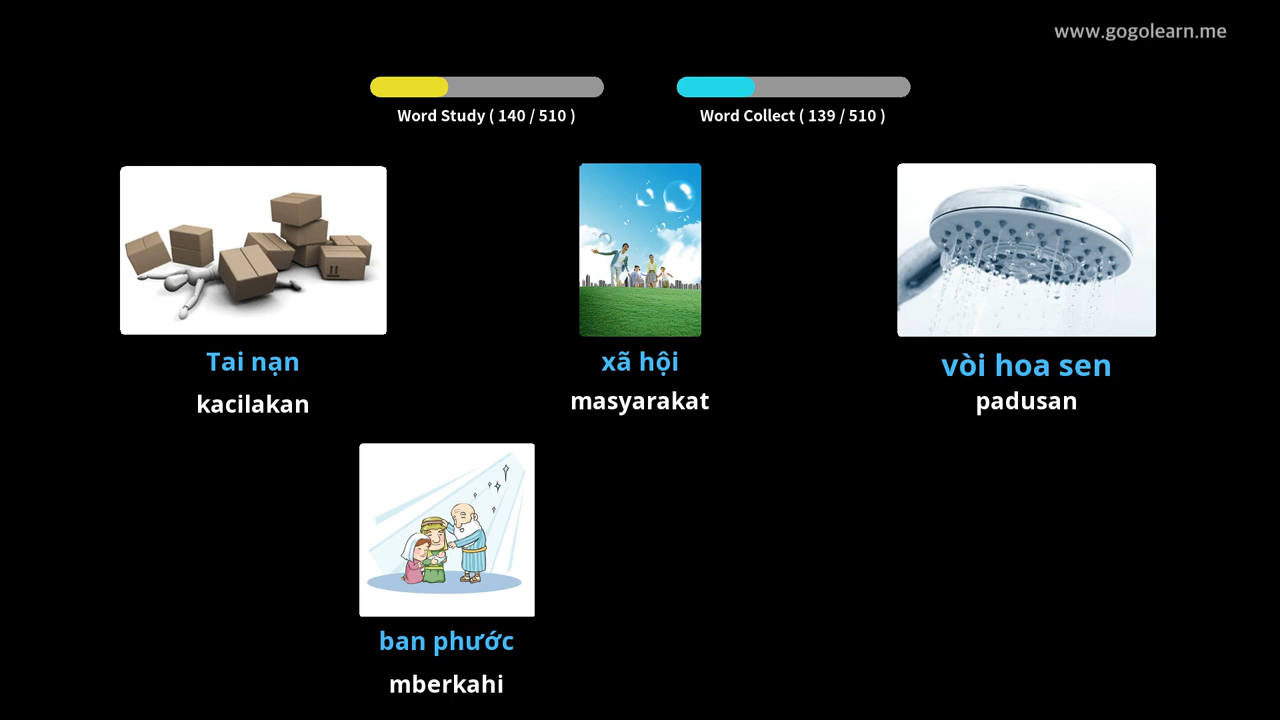 www.gogolearn.me
Word Study ( 140 / 510 )
Word Collect ( 139 / 510 )
Tai nạn
kacilakan
xã hội
masyarakat
vòi hoa sen
padusan
ban phước
mberkahi